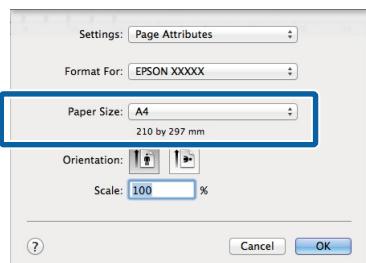 Settings: Page Attributes
Format For: EPSON XXXXX
Paper Size: A4
210 by 297 mm
Orientation:
Scale: 100 %
? Cancel OK